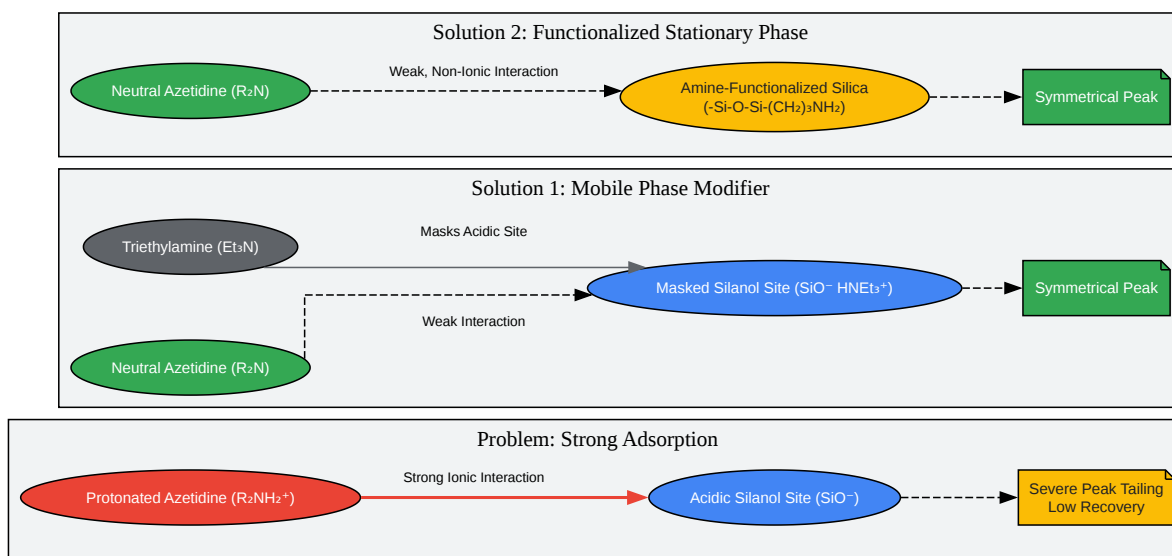 Solution 2: Functionalized Stationary Phase
Neutral Azetidine (R₂N)
Weak, Non-Ionic Interaction
Amine-Functionalized Silica
(-Si-O-Si-(CH₂)₃NH₂)
Symmetrical Peak
Solution 1: Mobile Phase Modifier
Triethylamine (Et₃N)
Masks Acidic Site
Masked Silanol Site (SiO⁻ HNEt₃⁺)
Symmetrical Peak
Weak Interaction
Neutral Azetidine (R₂N)
Problem: Strong Adsorption
Protonated Azetidine (R₂NH₂⁺)
Strong Ionic Interaction
Acidic Silanol Site (SiO⁻)
Severe Peak Tailing
Low Recovery